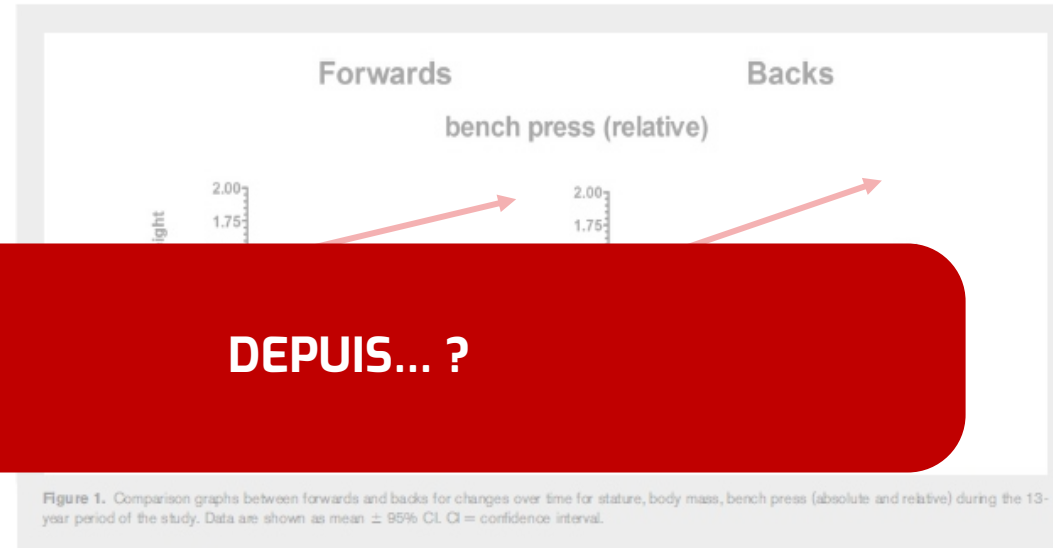 Forwards
Backs
bench press (relative)
2.00
2.00
1.75
1.75
DEPUIS... ?
Figure 1. Comparison graphs between forwards and backs for changes over time for stature, body mass, bench press (absolute and relative) during the 13-
year period of the study. Data are shown as mean ± 95% CI. CI = confidence interval.